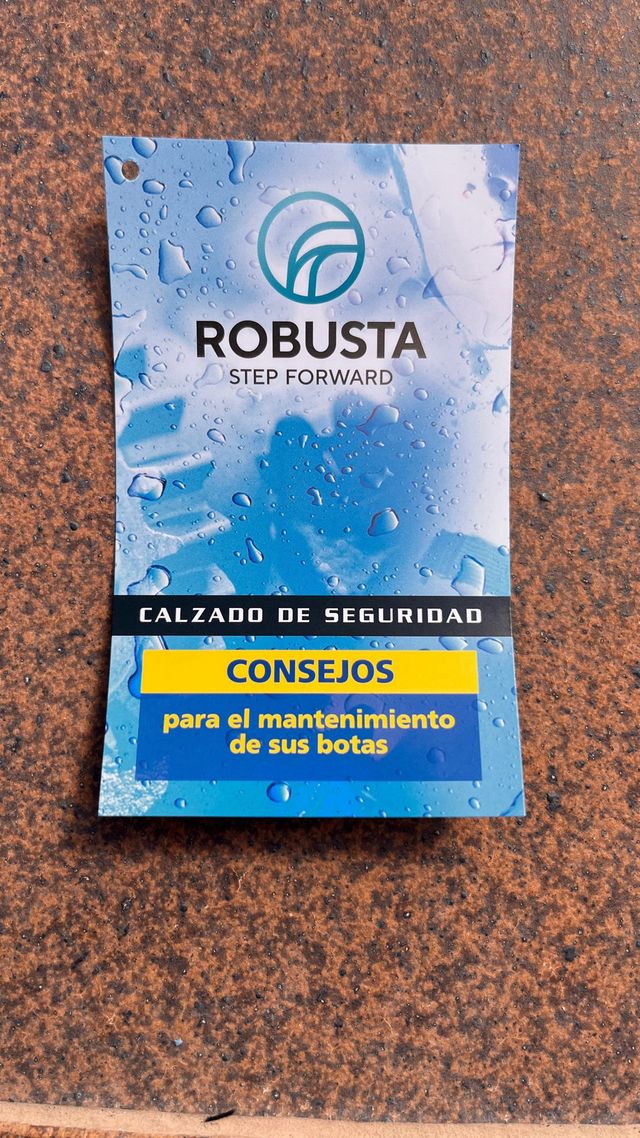 ROBUSTA
STEP FORWARD
CALZADO DE SEGURIDAD
CONSEJOS
para el mantenimiento
de sus botas